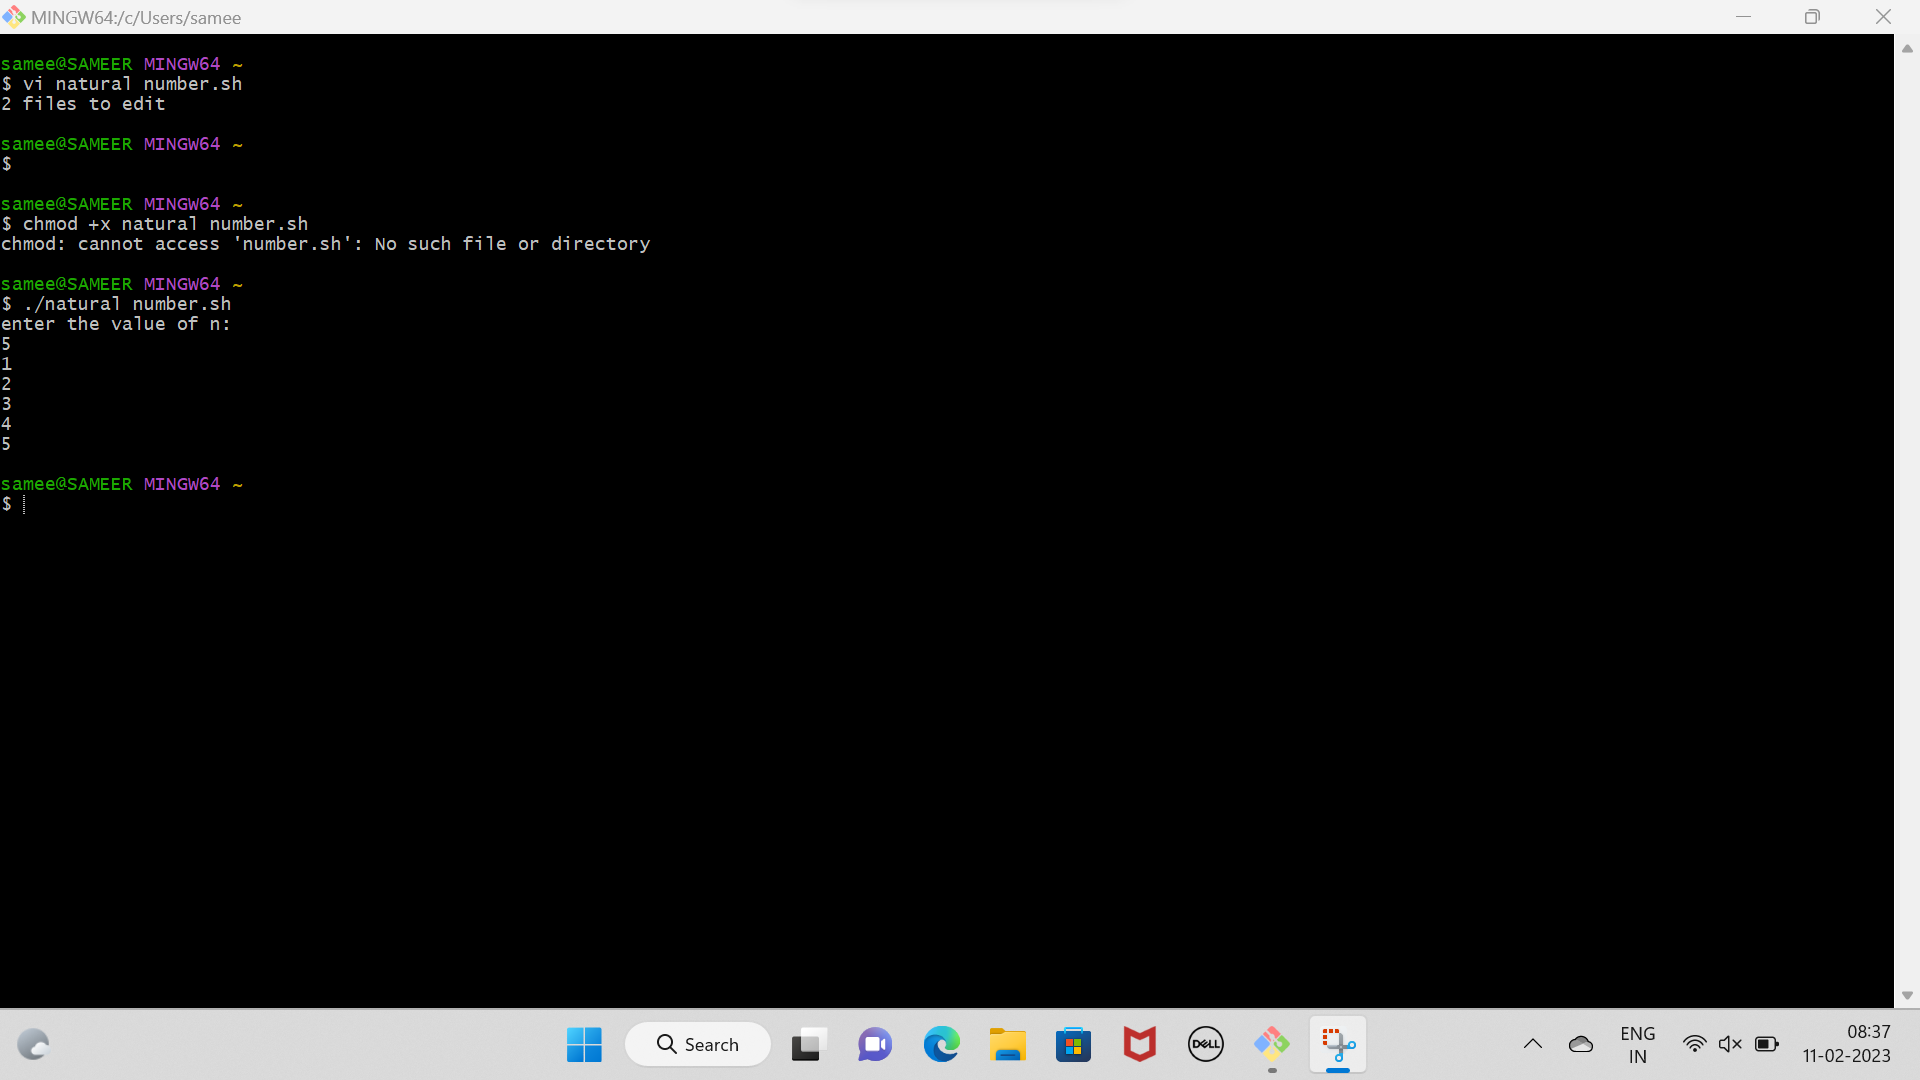 MINGW64:/c/Users/samee
samee@SAMEER MINGW64 ~
$ vi natural number.sh
2 files to edit
samee@SAMEER MINGW64 ~
$
samee@SAMEER MINGW64 ~
$ chmod +x natural number.sh
chmod: cannot access 'number.sh': No such file or directory
samee@SAMEER MINGW64 ~
$ ./natural number.sh
enter the value of n:
5
1
2
3
4
5
samee@SAMEER MINGW64 ~
$
Search
DELL
ENG
IN
08:37
11-02-2023